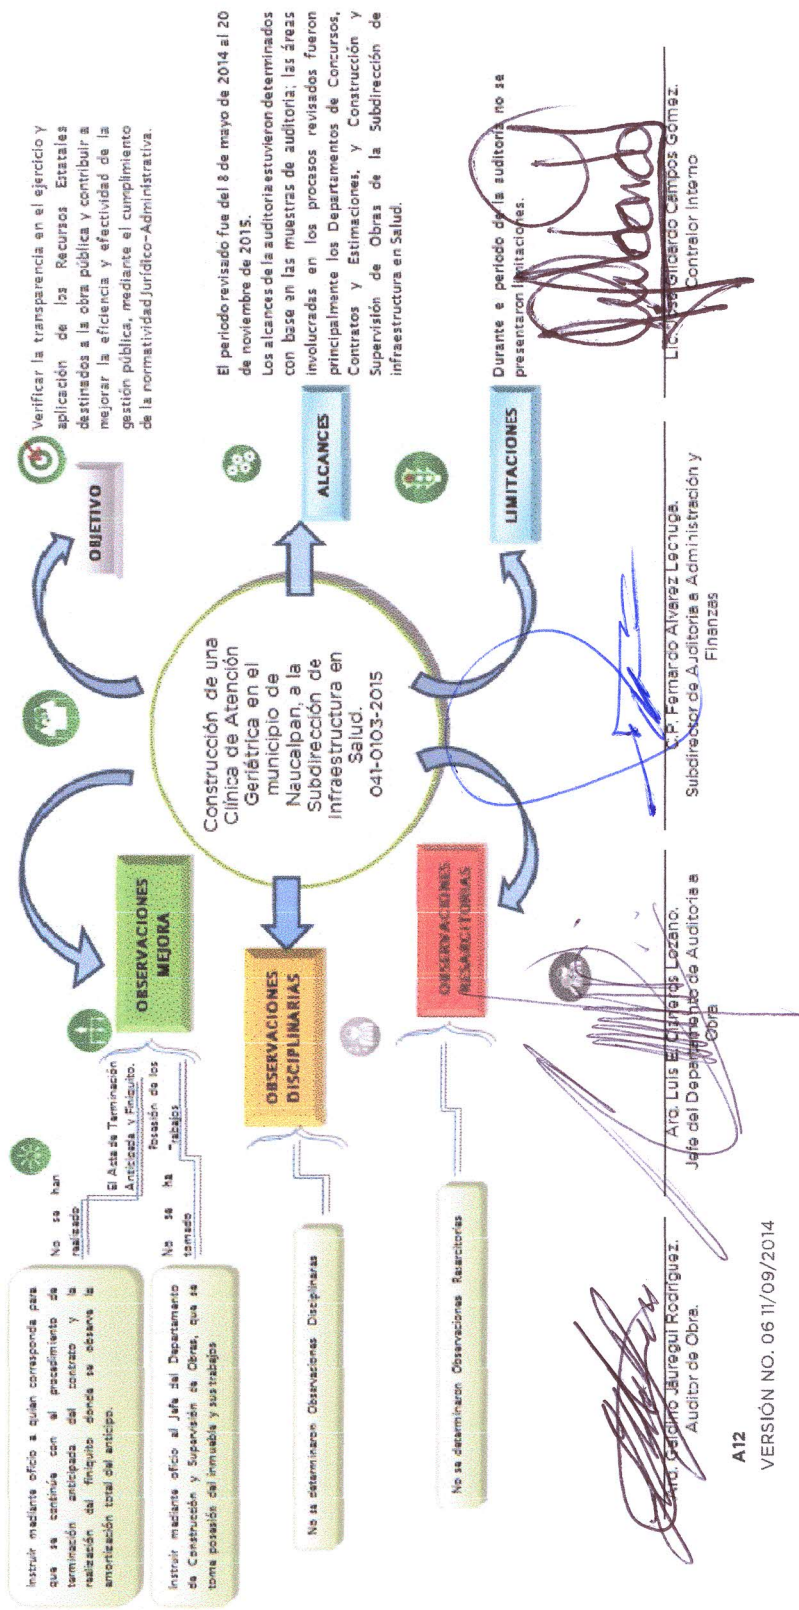 Instruir mediante oficio a quien corresponda para
que se continúe con el procedimiento de
terminación anticipada del contrato y la
realización del finiquito donde se observe la
amortización total del anticipo.
No se han
realizado
El Acta de Terminación
Anticipada y Finiquito.
Instruir mediante oficio al Jefe del Departamento
de Construcción y Supervisión de Obras, que se
tome posesión del inmueble y sus trabajos
No se ha
tomado
Posesión de los
Trabajos
OBSERVACIONES
MEJORA
No se determinaron Observaciones Disciplinarias
OBSERVACIONES
DISCIPLINARIAS
No se determinaron Observaciones Resarcitorias
OBSERVACIONES
RESARCITORIAS
Construcción de una
Clínica de Atención
Geriátrica en el
municipio de
Naucalpan, a la
Subdirección de
Infraestructura en
Salud.
041-0103-2015
OBJETIVO
Verificar la transparencia en el ejercicio y
aplicación de los Recursos Estatales
destinados a la obra pública y contribuir a
mejorar la eficiencia y efectividad de la
gestión pública, mediante el cumplimiento
de la normatividad Jurídico-Administrativa.
ALCANCES
El periodo revisado fue del 8 de mayo de 2014 al 20
de noviembre de 2015.
Los alcances de la auditoria estuvieron determinados
con base en las muestras de auditoria; las áreas
involucradas en los procesos revisados fueron
principalmente los Departamentos de Concursos,
Contratos y Estimaciones, y Construcción y
Supervisión de Obras de la Subdirección de
infraestructura en Salud.
LIMITACIONES
Durante e periodo de la auditoria no se
presentaron limitaciones.
Arq. Galdino Jáuregui Rodríguez.
Auditor de Obra.
Arq. Luis E. Cisneros Lozano.
Jefe del Departamento de Auditoria a
Obra
C.P. Fernando Alvarez Lechuga.
Subdirector de Auditoria a Administración y
Finanzas
Lic. Jose Gildardo Campos Gómez.
Contralor Interno
A12
VERSIÓN NO. 06 11/09/2014